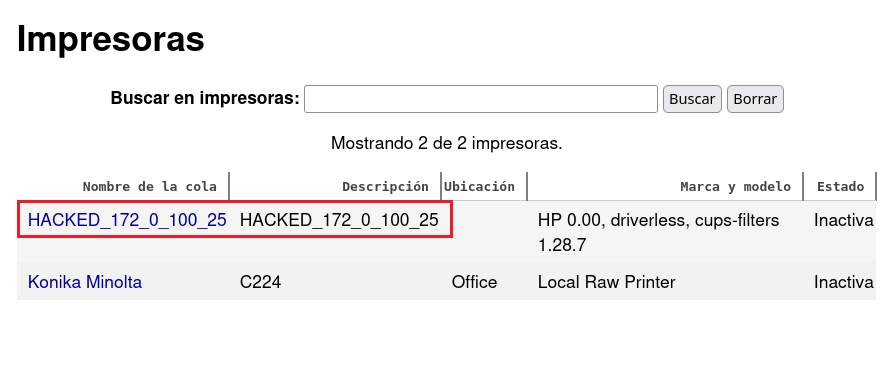 Impresoras
Buscar en impresoras: Buscar Borrar
Mostrando 2 de 2 impresoras.
Nombre de la cola Descripción Ubicación Marca y modelo Estado
HACKED_172_0_100_25 HACKED_172_0_100_25 HP 0.00, driverless, cups-filters Inactiva
1.28.7
Konika Minolta C224 Office Local Raw Printer Inactiva